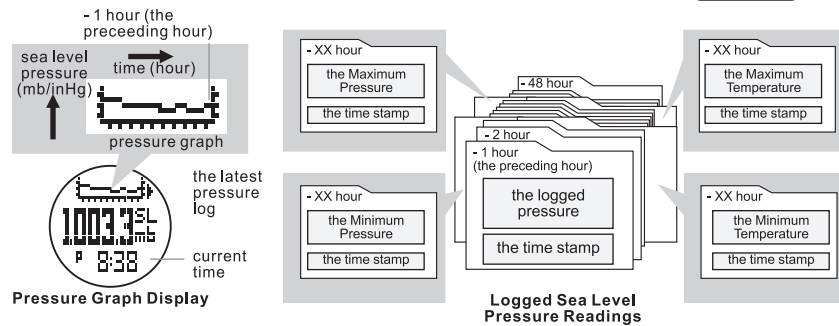 - 1 hour (the
preceeding hour)
sea level
pressure
(mb/inHg)
time (hour)
pressure graph
the latest
pressure
log
1003.3 SL
mb
P 8:38
current
time
Pressure Graph Display
- XX hour
the Maximum
Pressure
the time stamp
- XX hour
the Minimum
Pressure
the time stamp
- 48 hour
- 2 hour
- 1 hour
(the preceding hour)
the logged
pressure
the time stamp
Logged Sea Level
Pressure Readings
- XX hour
the Maximum
Temperature
the time stamp
- XX hour
the Minimum
Temperature
the time stamp